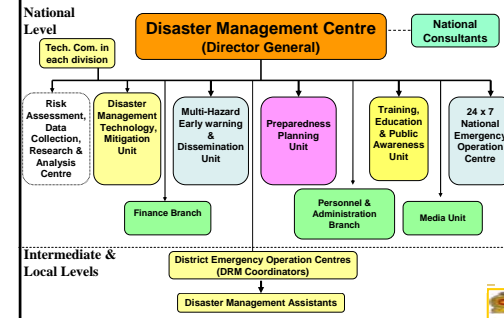 National
Level
Disaster Management Centre
(Director General)
National
Consultants
Tech. Com. in
each division
Risk
Assessment,
Data
Collection,
Research &
Analysis
Centre
Disaster
Management
Technology,
Mitigation
Unit
Multi-Hazard
Early warning
&
Dissemination
Unit
Preparedness
Planning
Unit
Training,
Education
& Public
Awareness
Unit
24 x 7
National
Emergency
Operation
Centre
Finance Branch
Personnel &
Administration
Branch
Media Unit
Intermediate &
Local Levels
District Emergency Operation Centres
(DRM Coordinators)
Disaster Management Assistants